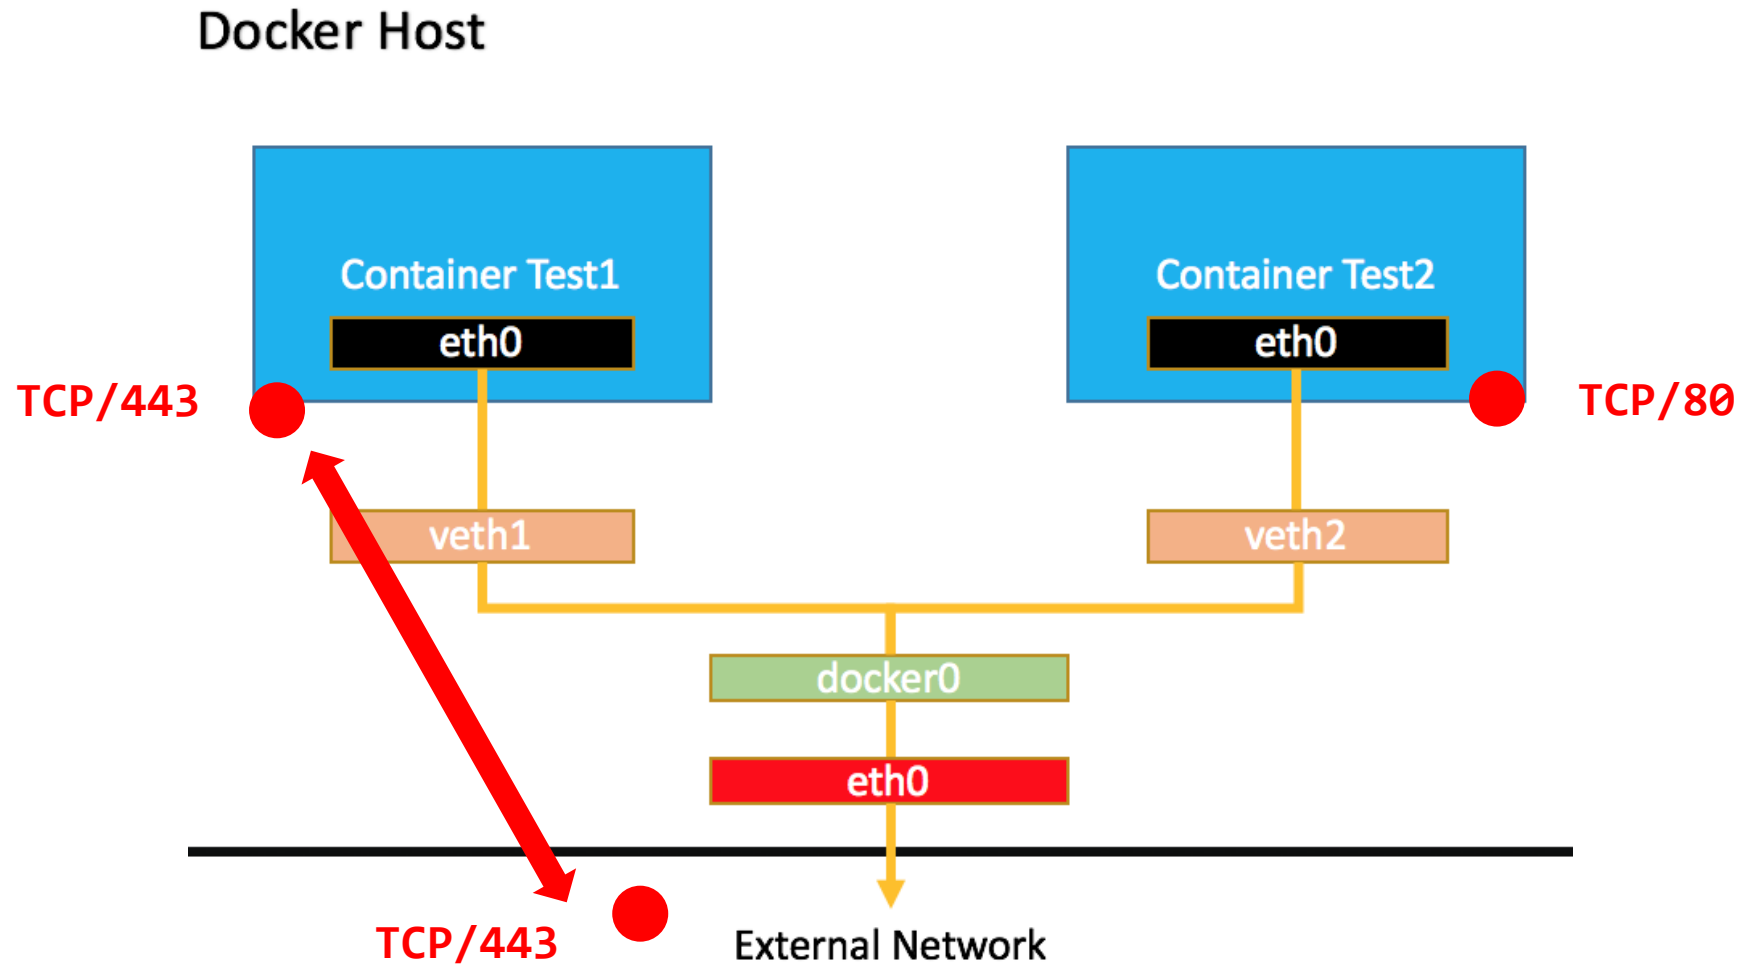 Docker Host
Container Test1
eth0
Container Test2
eth0
TCP/443
TCP/80
veth1
veth2
docker0
eth0
TCP/443
External Network